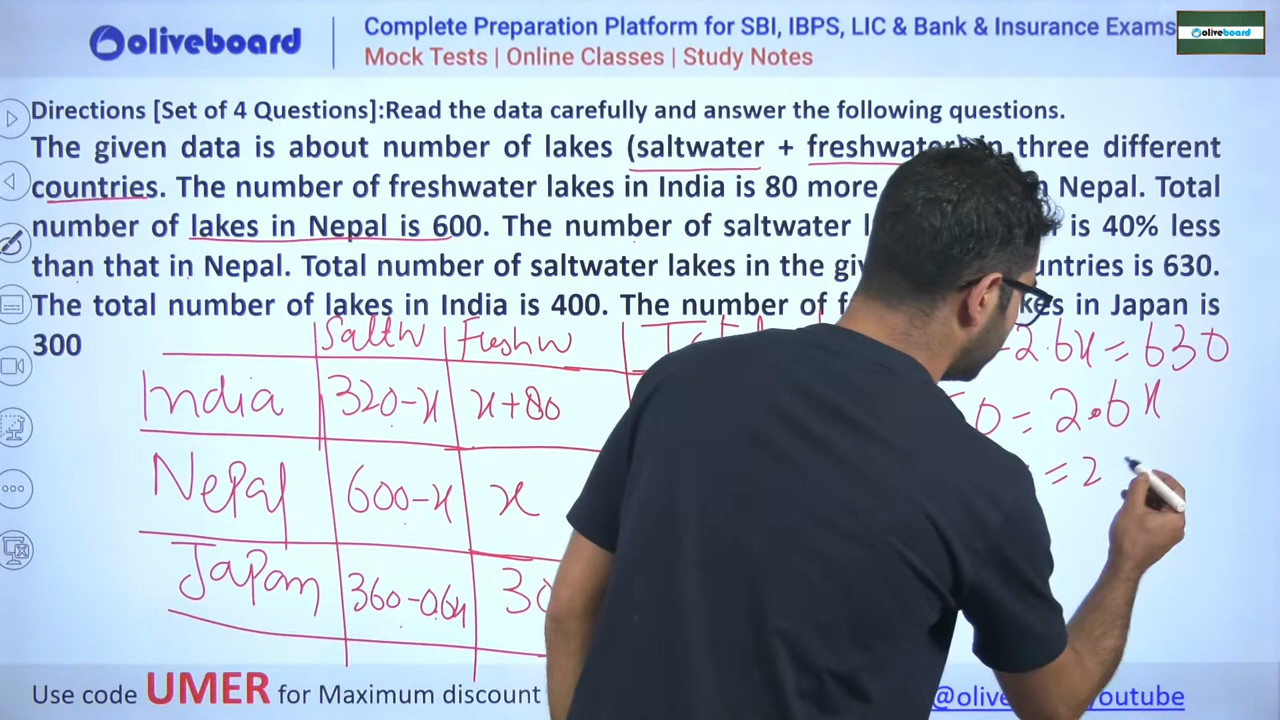 oliveboard
Complete Preparation Platform for SBI, IBPS, LIC & Bank & Insurance Exams
Mock Tests | Online Classes | Study Notes
oliveboard
Directions [Set of 4 Questions]:Read the data carefully and answer the following questions.
The given data is about number of lakes (saltwater + freshwater) in three different
countries. The number of freshwater lakes in India is 80 more Nepal. Total
number of lakes in Nepal is 600. The number of saltwater is 40% less
than that in Nepal. Total number of saltwater lakes in the 630.
The total number of lakes in India is 400. The number of in Japan is
300
Saltw Freshw
India 320-x x+80
Nepal 600-x x
Japan 360-0.6x
2.6x = 630
= 2.6x
= 2
Use code UMER for Maximum discount